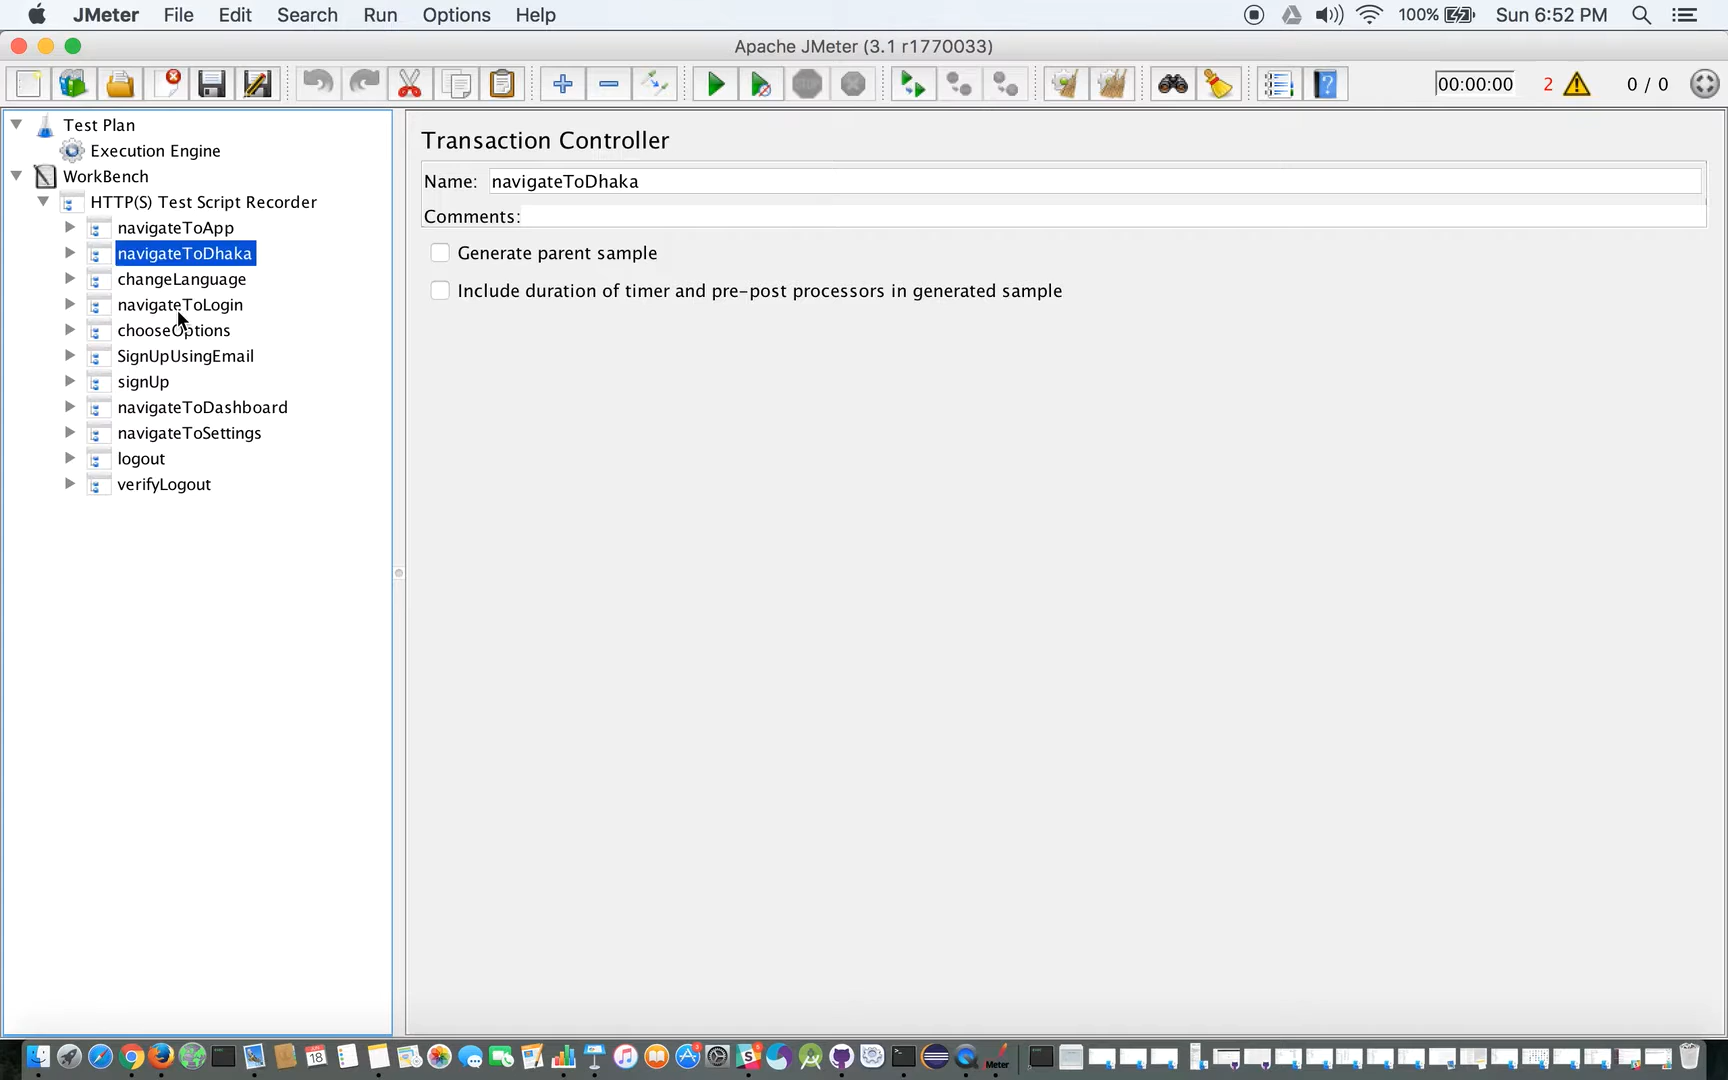 JMeter File Edit Search Run Options Help 100% Sun 6:52 PM
Apache JMeter (3.1 r1770033)
STOP 00:00:00 2 0 / 0
Test Plan
Execution Engine
WorkBench
HTTP(S) Test Script Recorder
navigateToApp
navigateToDhaka
changeLanguage
navigateToLogin
chooseOptions
SignUpUsingEmail
signUp
navigateToDashboard
navigateToSettings
logout
verifyLogout
Transaction Controller
Name: navigateToDhaka
Comments:
Generate parent sample
Include duration of timer and pre-post processors in generated sample
18
Meter